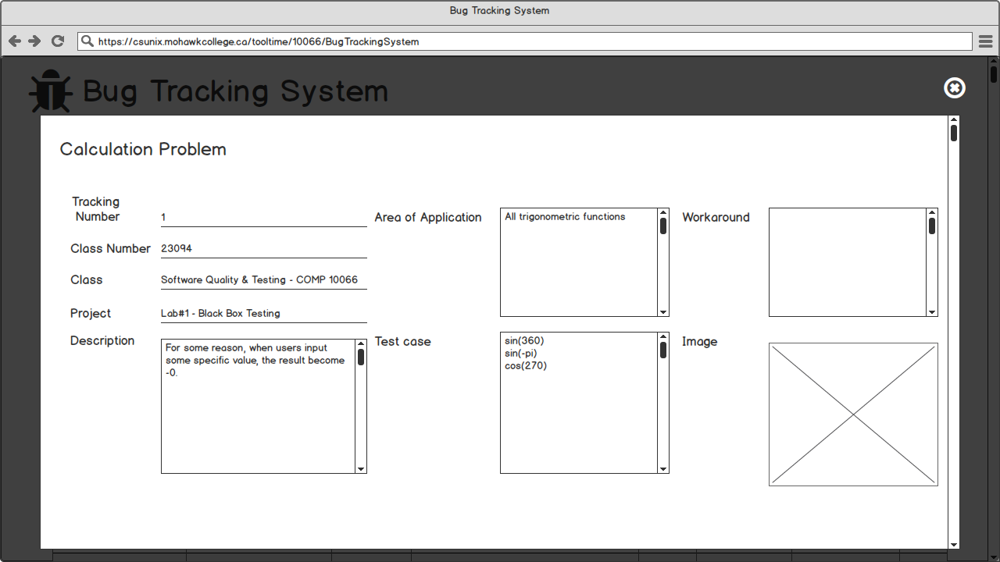 Bug Tracking System
https://csunix.mohawkcollege.ca/tooltime/10066/BugTrackingSystem
Bug Tracking System
Calculation Problem
Tracking
Number
1
Class Number
23094
Class
Software Quality & Testing - COMP 10066
Project
Lab#1 - Black Box Testing
Description
For some reason, when users input
some specific value, the result become
-0.
Area of Application
All trigonometric functions
Test case
sin(360)
sin(-pi)
cos(270)
Workaround
Image